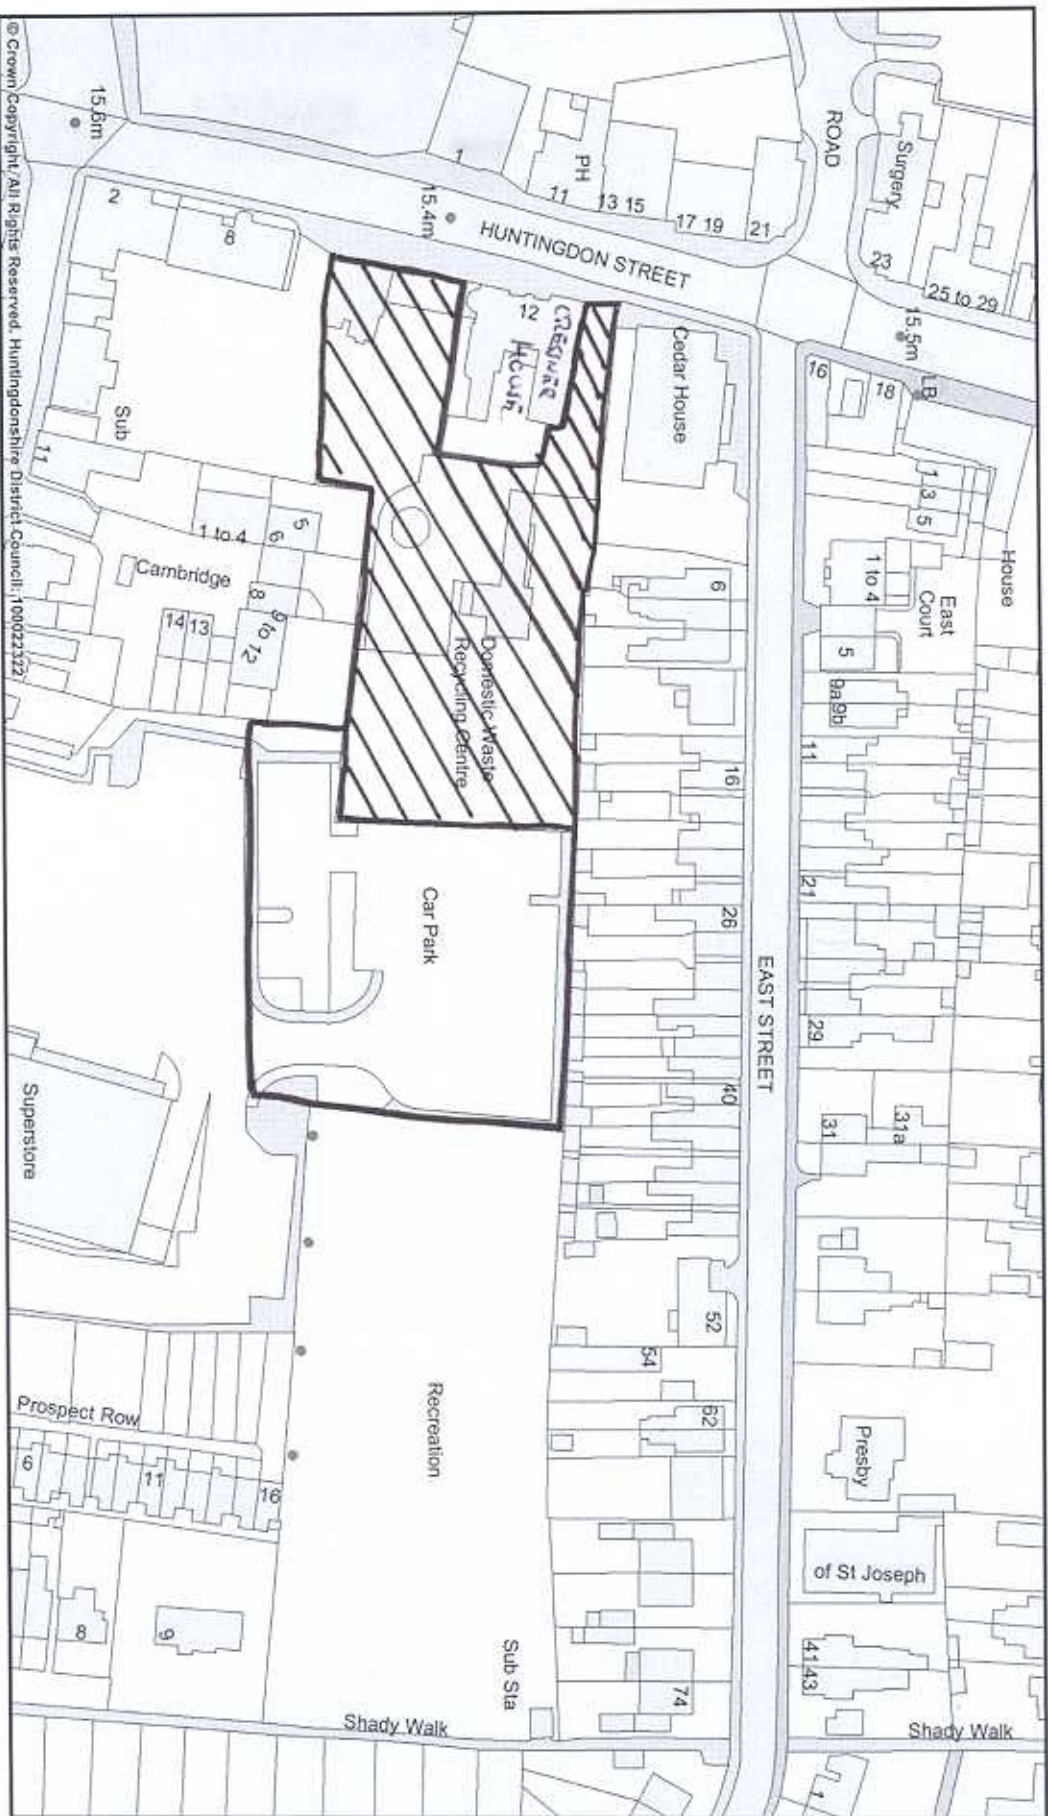 ROAD
Surgery
23
25 to 29
15.5m
LB
PH
11
13 15
17 19
21
1
15.6m
15.4m
HUNTINGDON STREET
2
8
12
CRESSNER
HOUSE
Cedar House
16
18
1
3
5
House
1 to 4
East
Court
5
9a
9b
6
11
16
21
26
29
40
EAST STREET
31
31a
52
54
62
74
Presby
of St Joseph
41
43
Shady Walk
1
Sub
11
1 to 4
5
6
Cambridge
8
9 to 12
14
13
Domestic Waste
Recycling Centre
Car Park
Superstore
Recreation
Prospect Row
6
11
16
8
9
Sub Sta
Shady Walk
© Crown Copyright. All Rights Reserved. Huntingdonshire District Council. 100022322